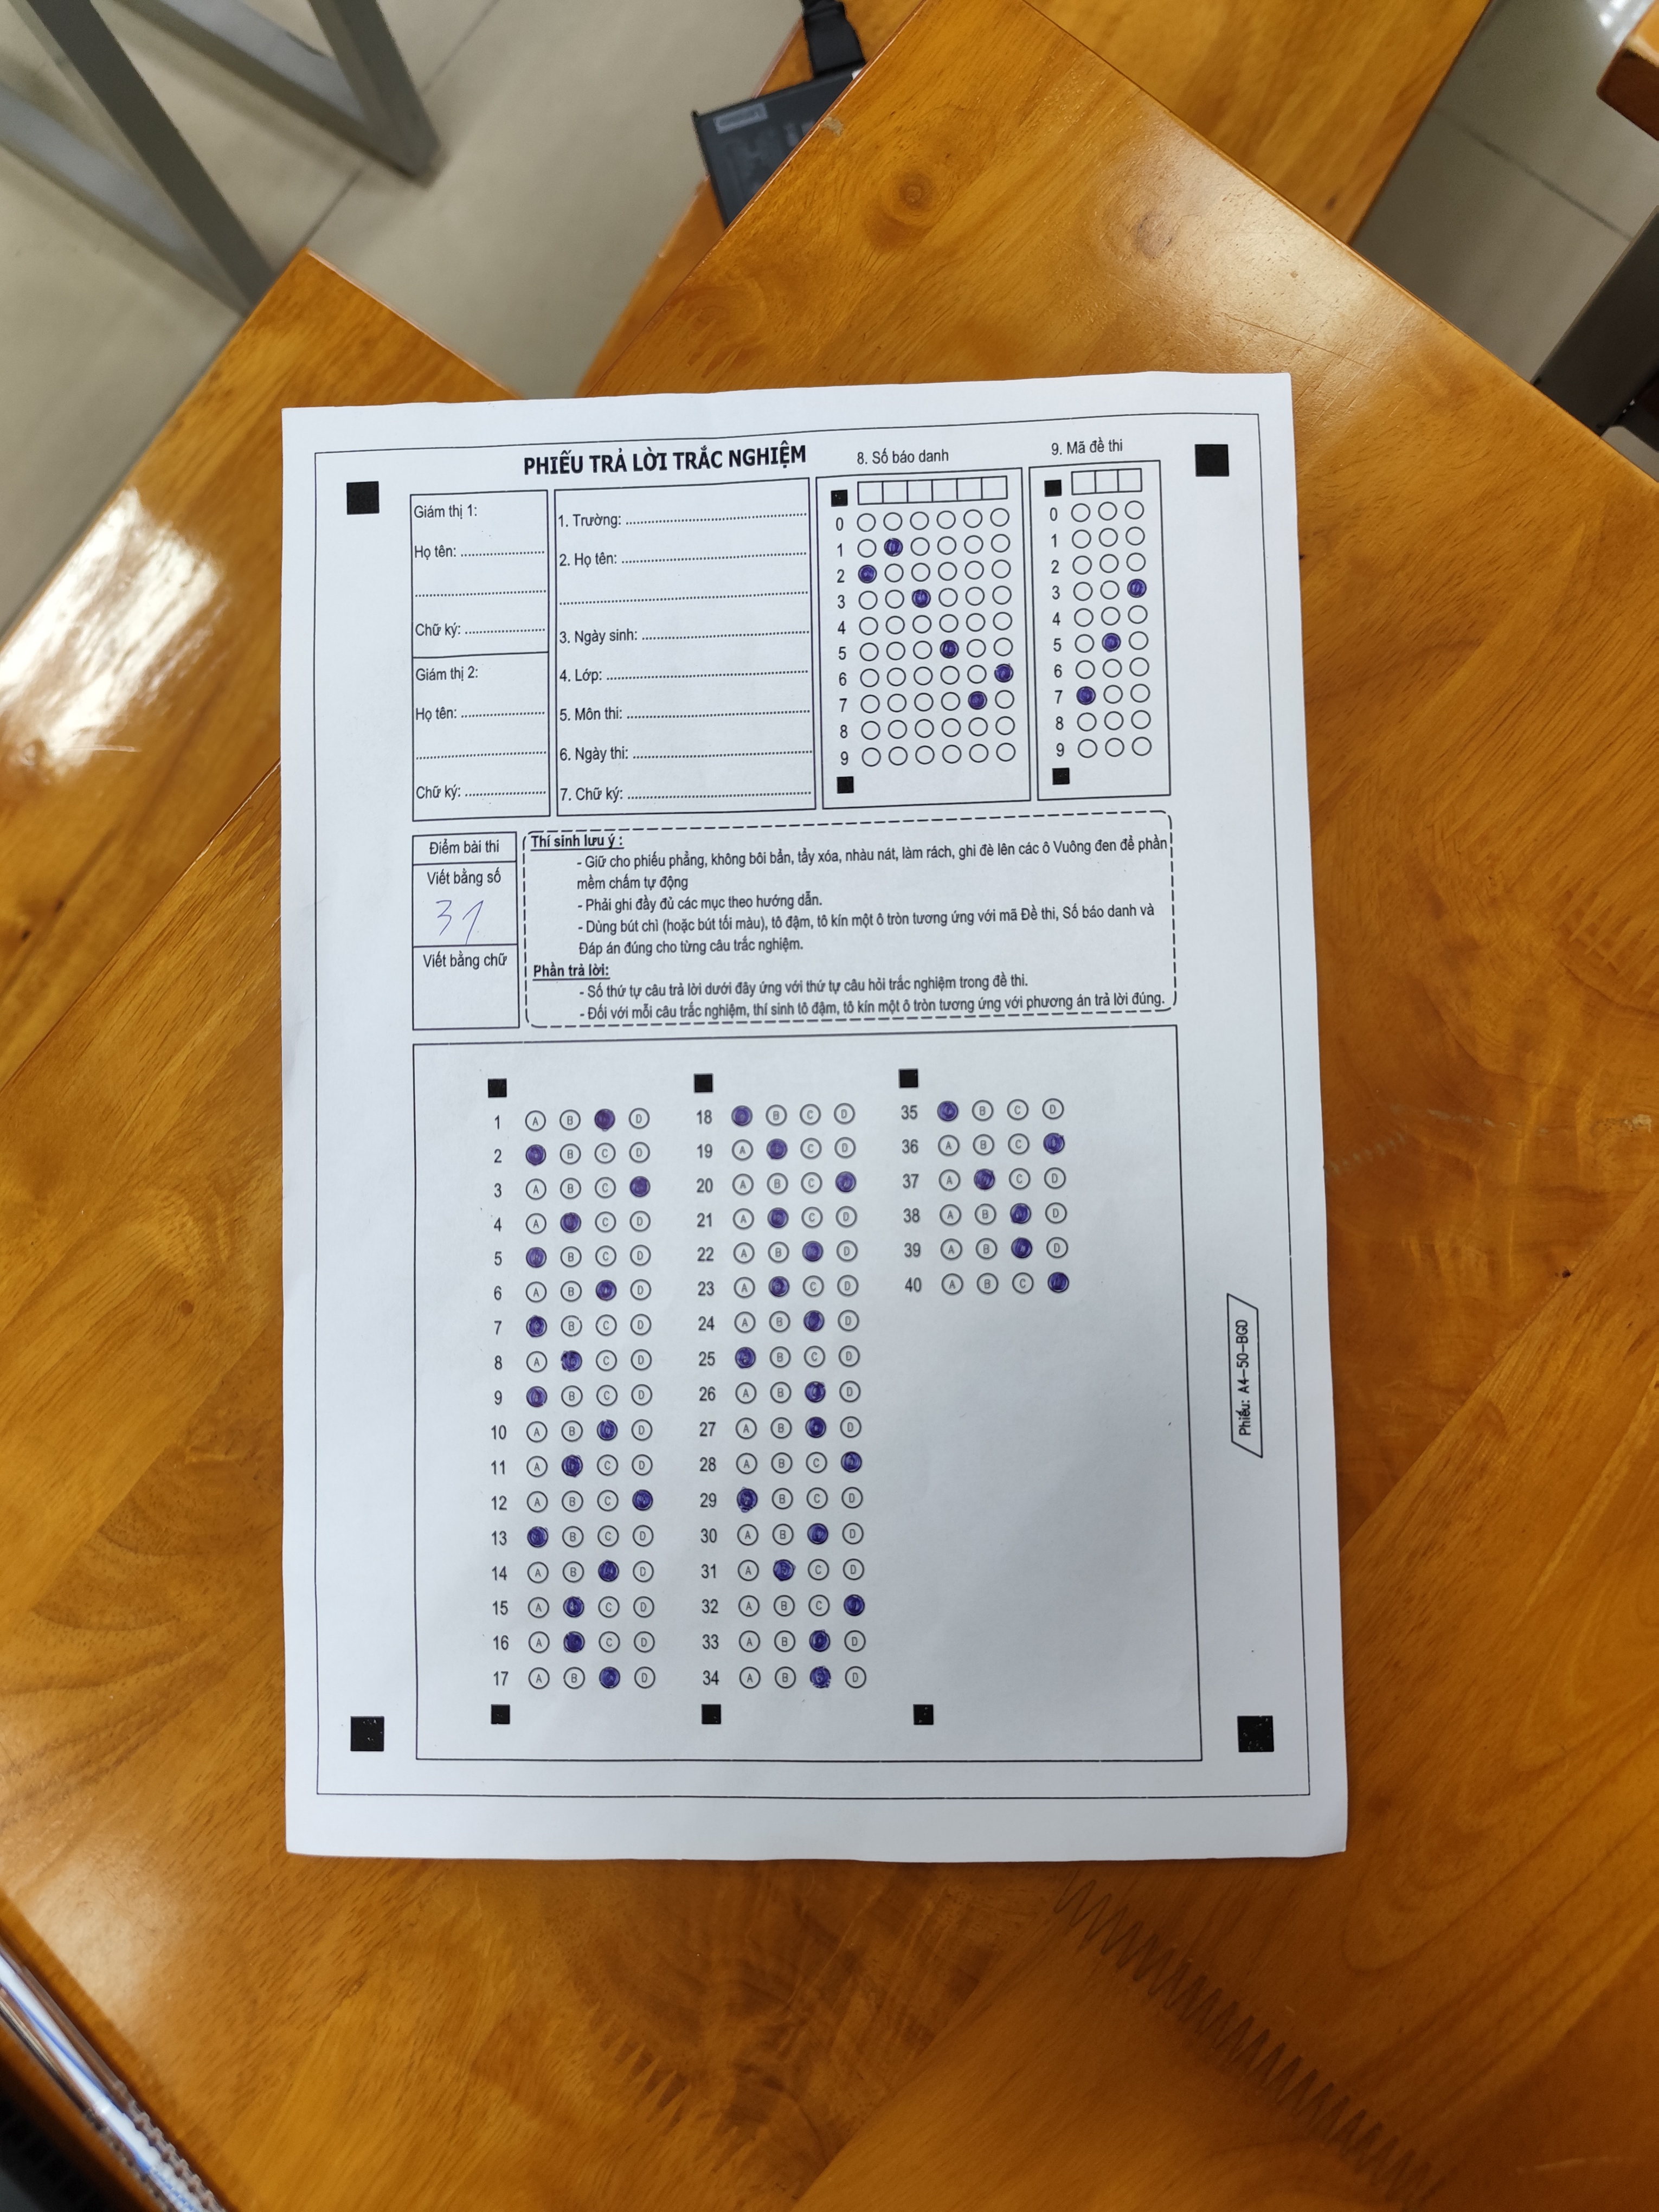 PHIẾU TRẢ LỜI TRẮC NGHIỆM
8. Số báo danh
9. Mã đề thi
Giám thị 1:
Họ tên: ........................
........................
Chữ ký: ........................
Giám thị 2:
Họ tên: ........................
........................
Chữ ký: ........................
1. Trường: ........................
2. Họ tên: ........................
........................
3. Ngày sinh: ........................
4. Lớp: ........................
5. Môn thi: ........................
6. Ngày thi: ........................
7. Chữ ký: ........................
0
1
2
3
4
5
6
7
8
9
0
1
2
3
4
5
6
7
8
9
Điểm bài thi
Viết bằng số
31
Viết bằng chữ
Thí sinh lưu ý :
- Giữ cho phiếu phẳng, không bôi bẩn, tẩy xóa, nhàu nát, làm rách, ghi đè lên các ô Vuông đen để phần
mềm chấm tự động
- Phải ghi đầy đủ các mục theo hướng dẫn.
- Dùng bút chì (hoặc bút tối màu), tô đậm, tô kín một ô tròn tương ứng với mã Đề thi, Số báo danh và
Đáp án đúng cho từng câu trắc nghiệm.
Phần trả lời:
- Số thứ tự câu trả lời dưới đây ứng với thứ tự câu hỏi trắc nghiệm trong đề thi.
- Đối với mỗi câu trắc nghiệm, thí sinh tô đậm, tô kín một ô tròn tương ứng với phương án trả lời đúng.
1 A B D
2 B C D
3 A B C
4 A C D
5 B C D
6 A B D
7 B C D
8 A C D
9 B C D
10 A B D
11 A C D
12 A B C
13 B C D
14 A B D
15 A C D
16 A C D
17 A B D
18 B C D
19 A C D
20 A B C
21 A C D
22 A B D
23 A C D
24 A B D
25 B C D
26 A B D
27 A B D
28 A B C
29 B C D
30 A B D
31 A C D
32 A B C
33 A B D
34 A B D
35 B C D
36 A B C
37 A C D
38 A B D
39 A B D
40 A B C
Phiếu: A4-50-BGD